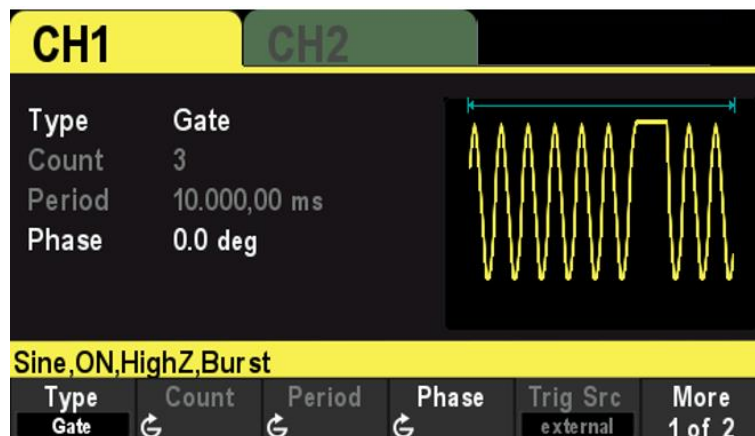 CH1 CH2
Type Gate
Count 3
Period 10.000,00 ms
Phase 0.0 deg
Sine,ON,HighZ,Burst
Type Count Period Phase Trig Src More
Gate external 1 of 2